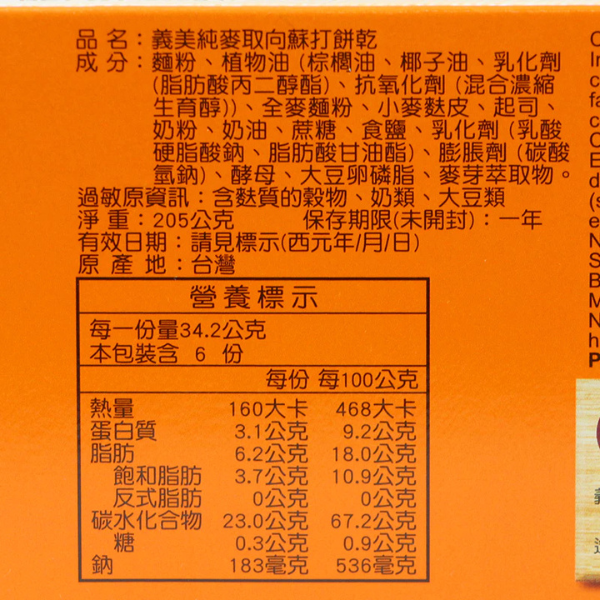 品 名：義美純麥取向蘇打餅乾
成 分：麵粉、植物油 (棕櫚油、椰子油、乳化劑
(脂肪酸丙二醇酯)、抗氧化劑 (混合濃縮
生育醇))、全麥麵粉、小麥麩皮、起司、
奶粉、奶油、蔗糖、食鹽、乳化劑 (乳酸
硬脂酸鈉、脂肪酸甘油酯)、膨脹劑 (碳酸
氫鈉)、酵母、大豆卵磷脂、麥芽萃取物。
過敏原資訊：含麩質的穀物、奶類、大豆類
淨 重：205公克 保存期限(未開封)：一年
有效日期：請見標示(西元年/月/日)
原 產 地：台灣
營養標示
每一份量34.2公克
本包裝含 6 份
每份 每100公克
熱量 160大卡 468大卡
蛋白質 3.1公克 9.2公克
脂肪 6.2公克 18.0公克
飽和脂肪 3.7公克 10.9公克
反式脂肪 0公克 0公克
碳水化合物 23.0公克 67.2公克
糖 0.3公克 0.9公克
鈉 183毫克 536毫克